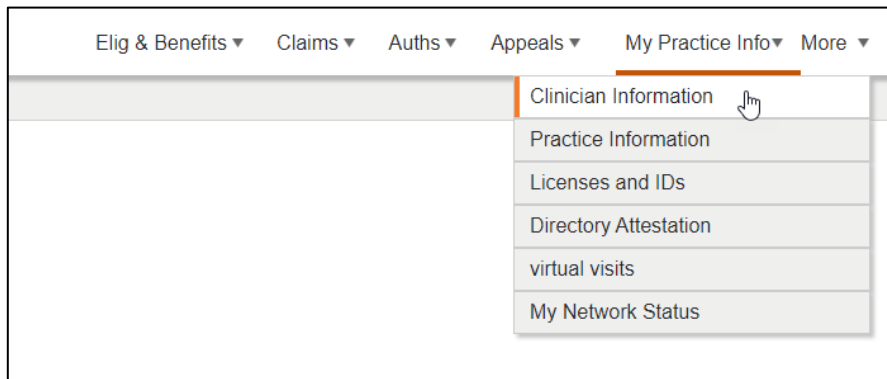 Elig & Benefits ▾ Claims ▾ Auths ▾ Appeals ▾ My Practice Info▾ More ▾
Clinician Information
Practice Information
Licenses and IDs
Directory Attestation
virtual visits
My Network Status